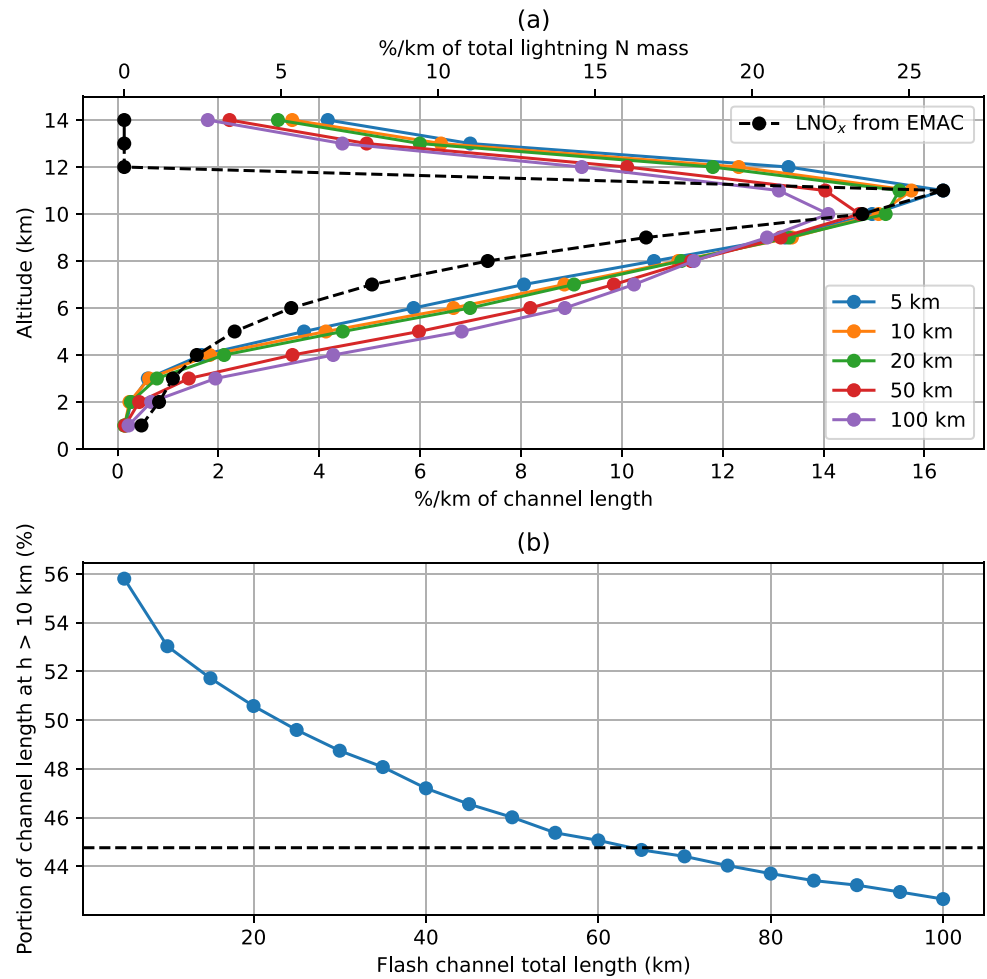 (a)
%/km of total lightning N mass
0 5 10 15 20 25
14
12
10
8
6
4
2
0
Altitude (km)
LNOₓ from EMAC
5 km
10 km
20 km
50 km
100 km
0 2 4 6 8 10 12 14 16
%/km of channel length
(b)
Portion of channel length at h > 10 km (%)
56
54
52
50
48
46
44
20 40 60 80 100
Flash channel total length (km)